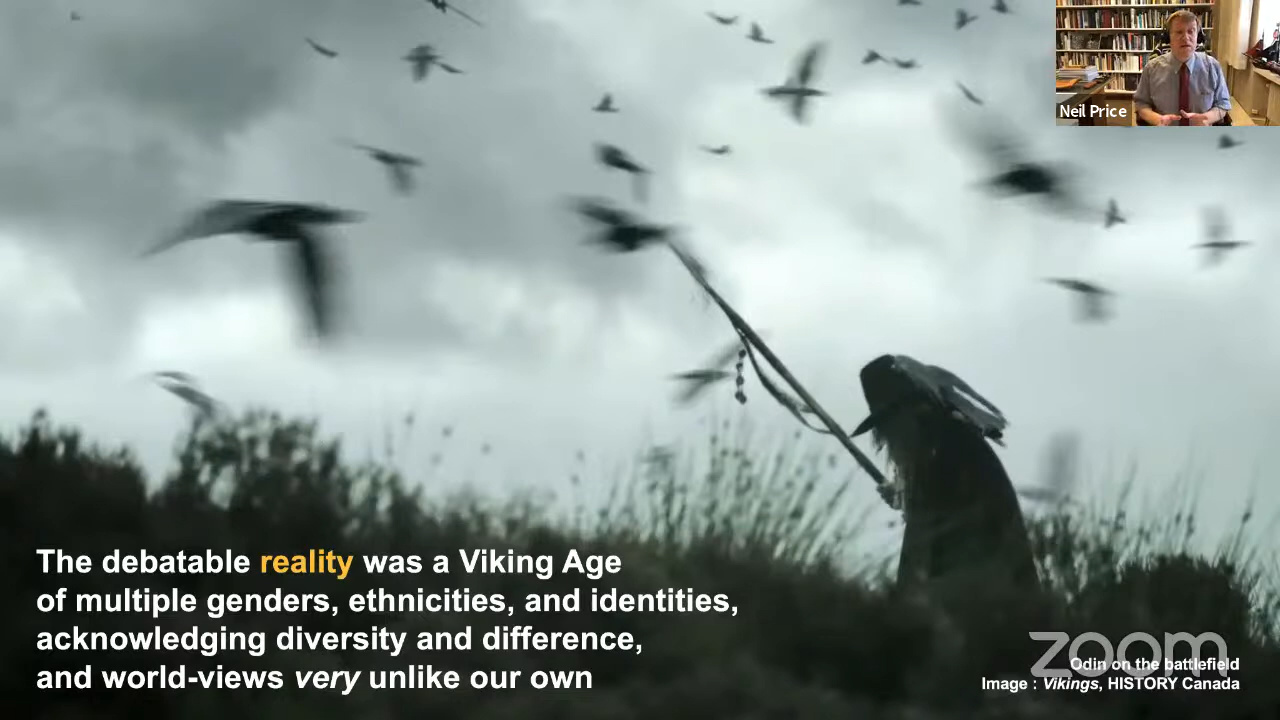 Neil Price
The debatable reality was a Viking Age
of multiple genders, ethnicities, and identities,
acknowledging diversity and difference,
and world-views very unlike our own
zoom
Odin on the battlefield
Image : Vikings, HISTORY Canada